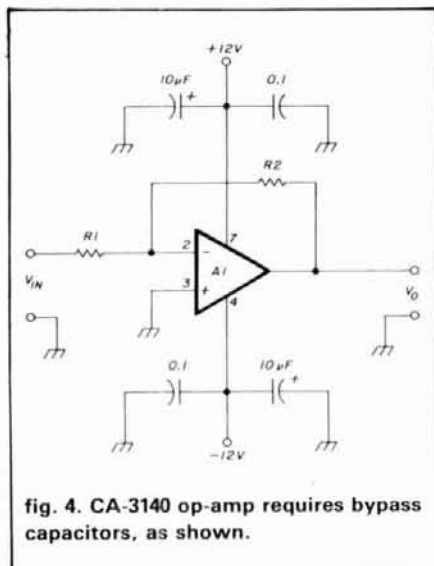 +12V
10µF
+
0.1
R2
R1
2
-
7
A1
3
+
4
VIN
VO
0.1
10µF
+
-12V
fig. 4. CA-3140 op-amp requires bypass
capacitors, as shown.